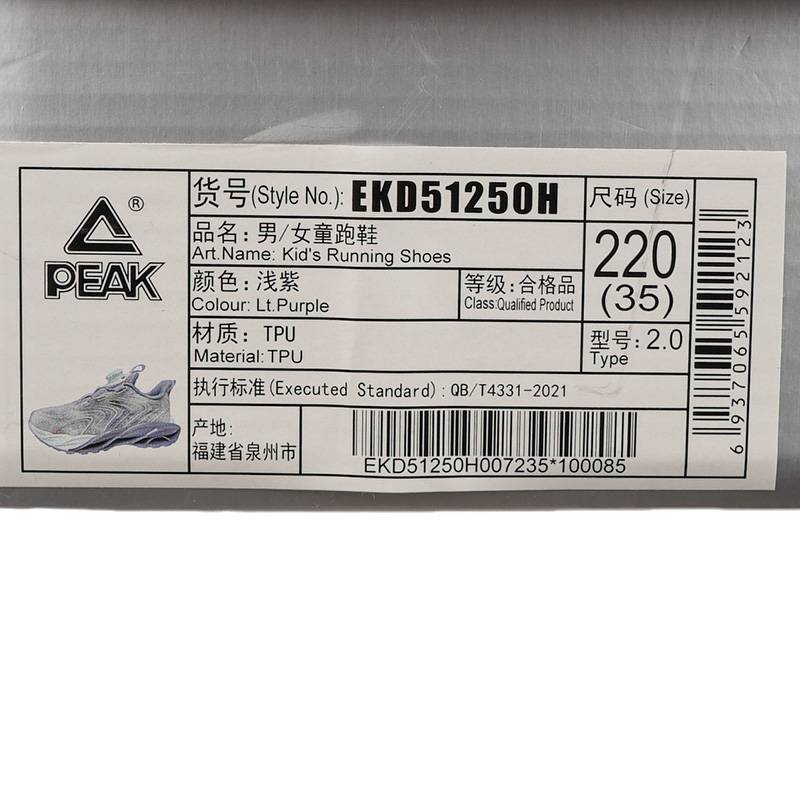 ®
PEAK
货号(Style No.): EKD51250H
尺码 (Size)
品名: 男/女童跑鞋
Art.Name: Kid's Running Shoes
220
(35)
颜色: 浅紫
Colour: Lt.Purple
等级: 合格品
Class:Qualified Product
材质: TPU
Material: TPU
型号: 2.0
Type
执行标准(Executed Standard): QB/T4331-2021
产地:
福建省泉州市
EKD51250H007235*100085
6937065592123